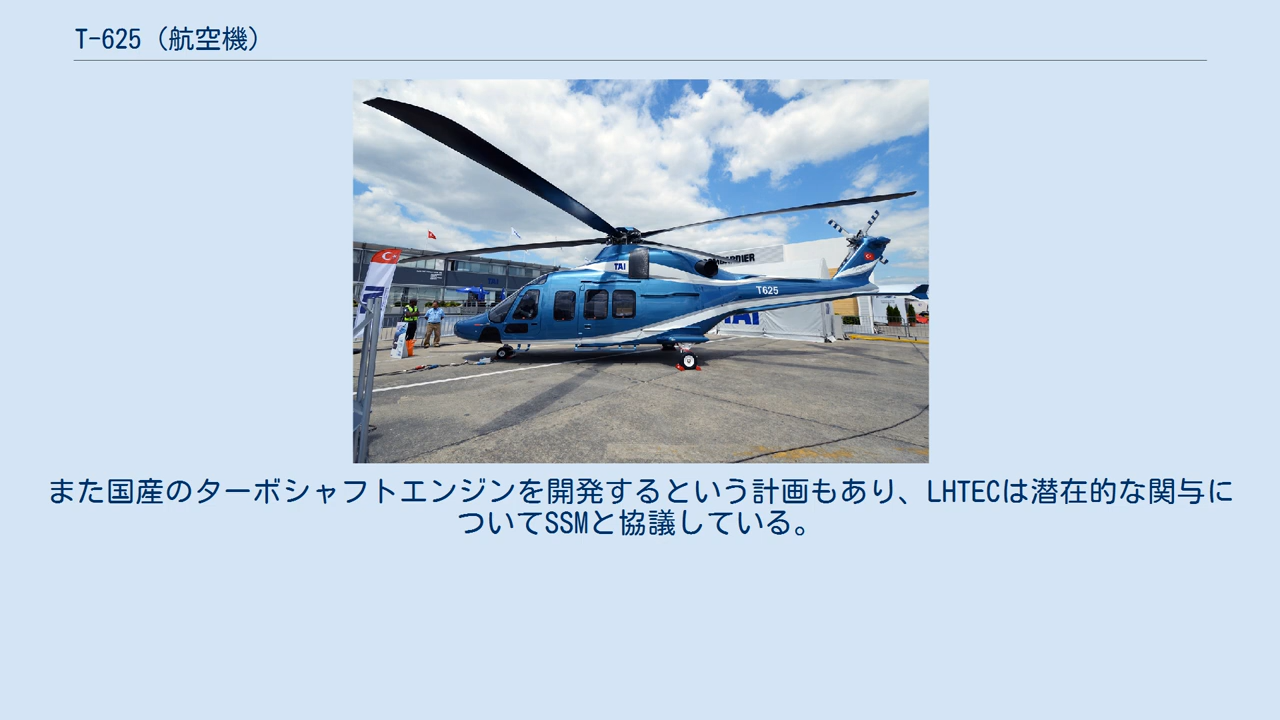 T-625（航空機）
TAI
BOMBARDIER
T625
TAI
また国産のターボシャフトエンジンを開発するという計画もあり、LHTECは潜在的な関与に
ついてSSMと協議している。